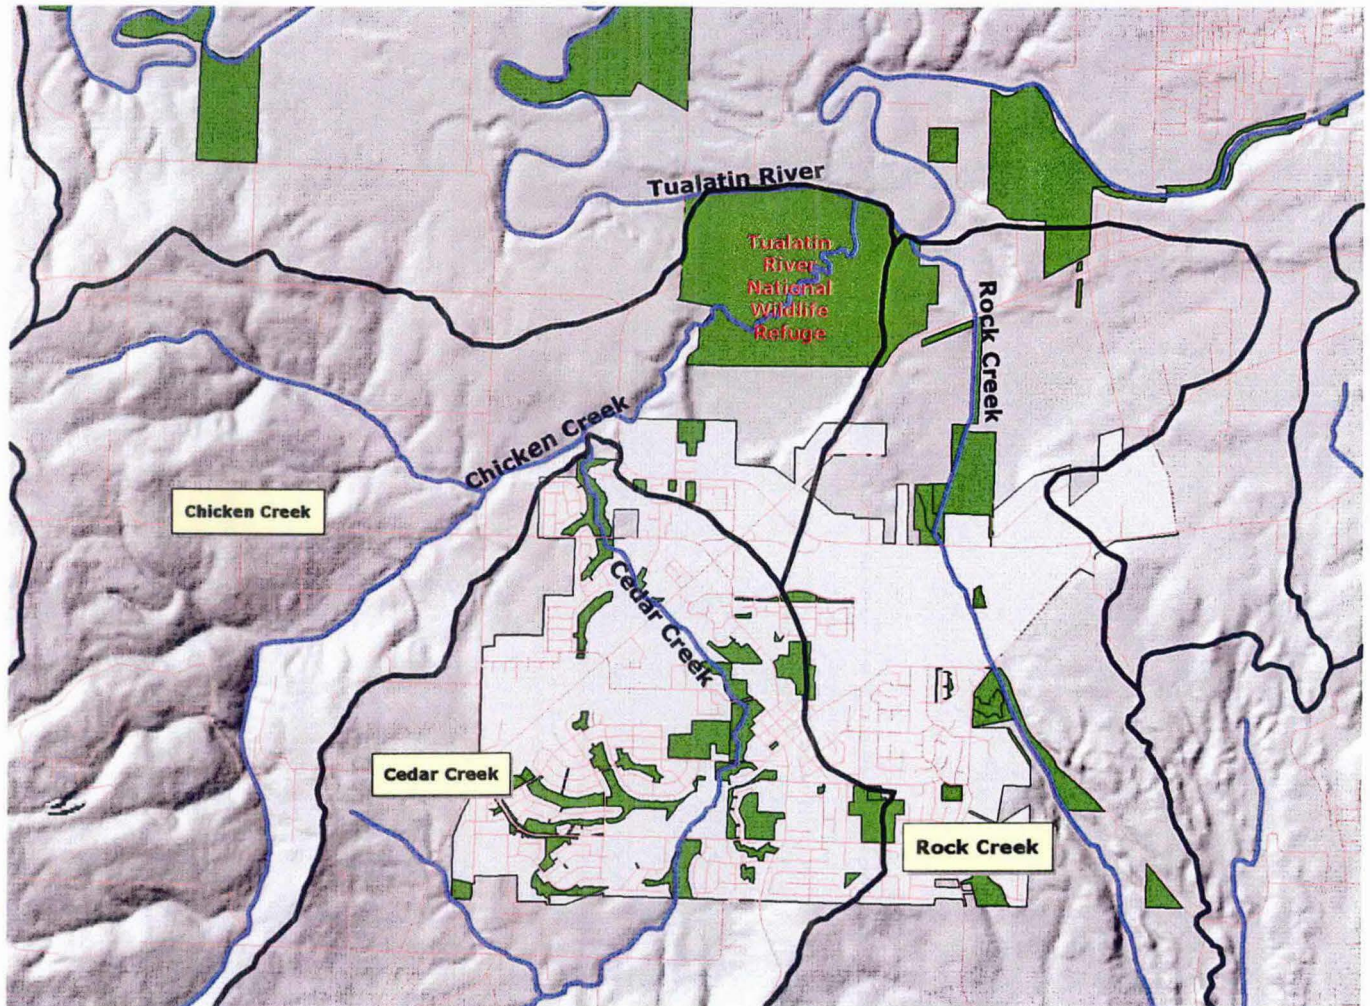 Tualatin River
Tualatin
River
National
Wildlife
Refuge
Rock Creek
Chicken Creek
Chicken Creek
Cedar Creek
Cedar Creek
Rock Creek